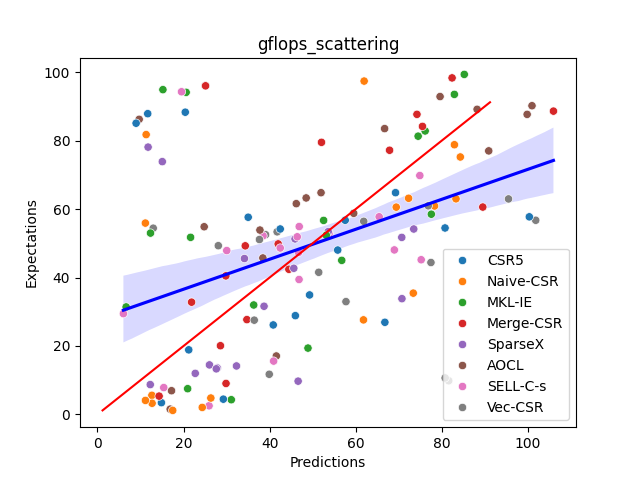 gflops_scattering
Expectations
100
80
60
40
20
0
CSR5
Naive-CSR
MKL-IE
Merge-CSR
SparseX
AOCL
SELL-C-s
Vec-CSR
0 20 40 60 80 100
Predictions